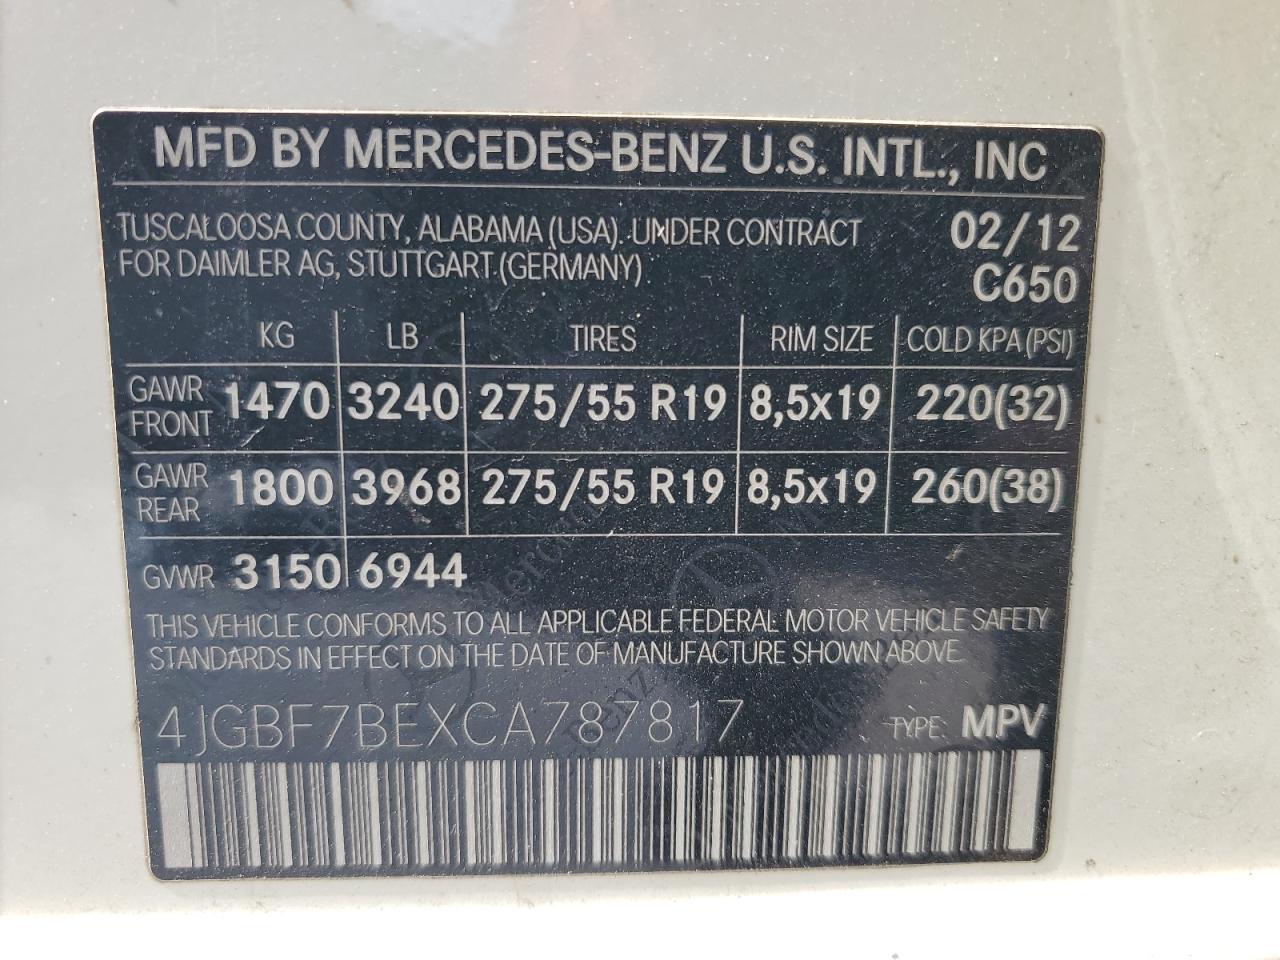 MFD BY MERCEDES-BENZ U.S. INTL., INC
TUSCALOOSA COUNTY, ALABAMA (USA). UNDER CONTRACT 02/12
FOR DAIMLER AG, STUTTGART (GERMANY) C650
KG LB TIRES RIM SIZE COLD KPA (PSI)
GAWR FRONT 1470 3240 275/55 R19 8,5x19 220(32)
GAWR REAR 1800 3968 275/55 R19 8,5x19 260(38)
GVWR 3150 6944
THIS VEHICLE CONFORMS TO ALL APPLICABLE FEDERAL MOTOR VEHICLE SAFETY
STANDARDS IN EFFECT ON THE DATE OF MANUFACTURE SHOWN ABOVE.
4JGBF7BEXCA787817 TYPE: MPV